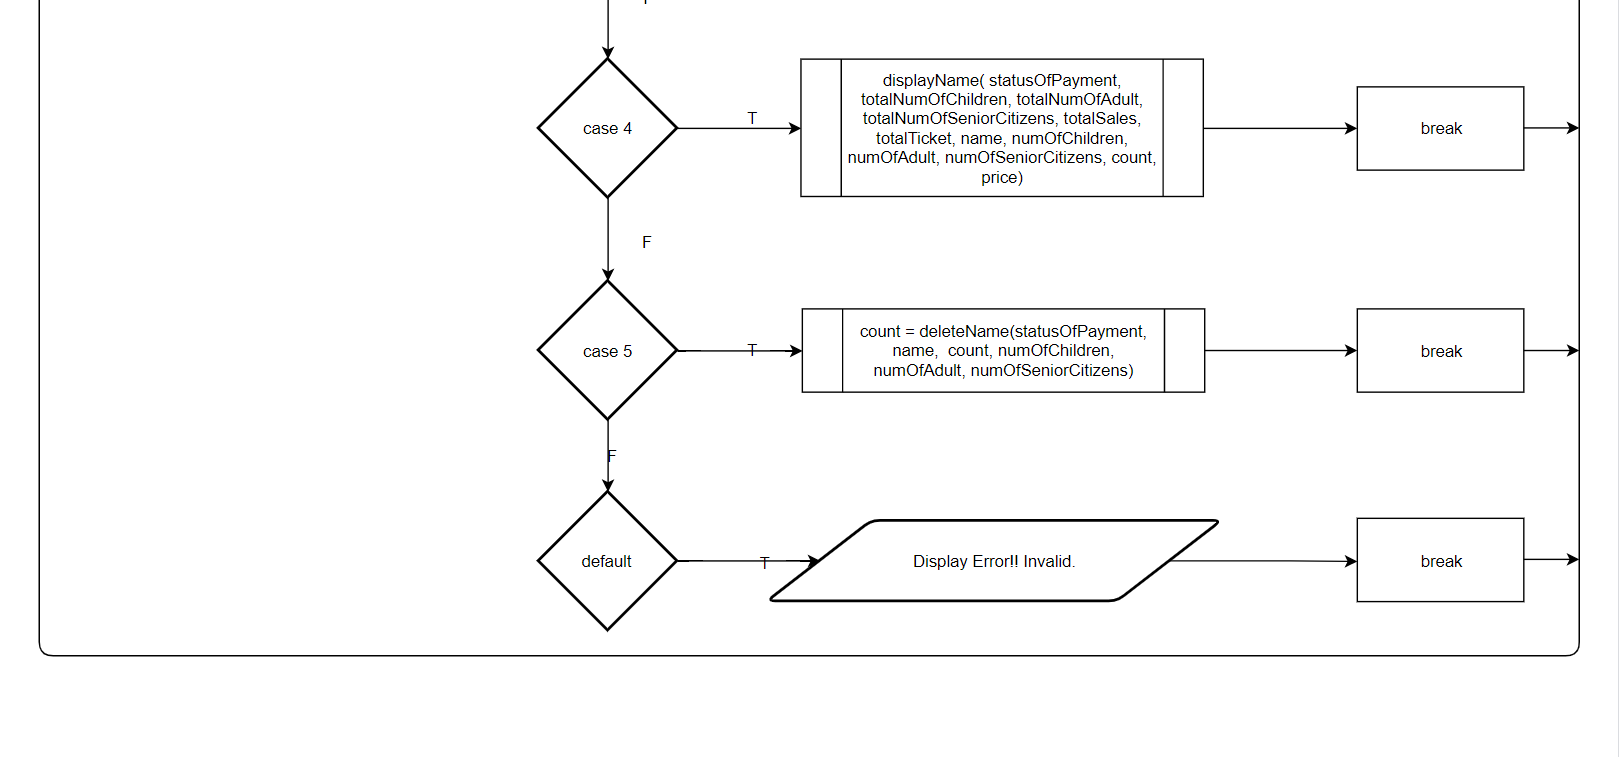 case 4
T
displayName( statusOfPayment,
totalNumOfChildren, totalNumOfAdult,
totalNumOfSeniorCitizens, totalSales,
totalTicket, name, numOfChildren,
numOfAdult, numOfSeniorCitizens, count,
price)
break
F
case 5
T
count = deleteName(statusOfPayment,
name,  count, numOfChildren,
numOfAdult, numOfSeniorCitizens)
break
F
default
T
Display Error!! Invalid.
break